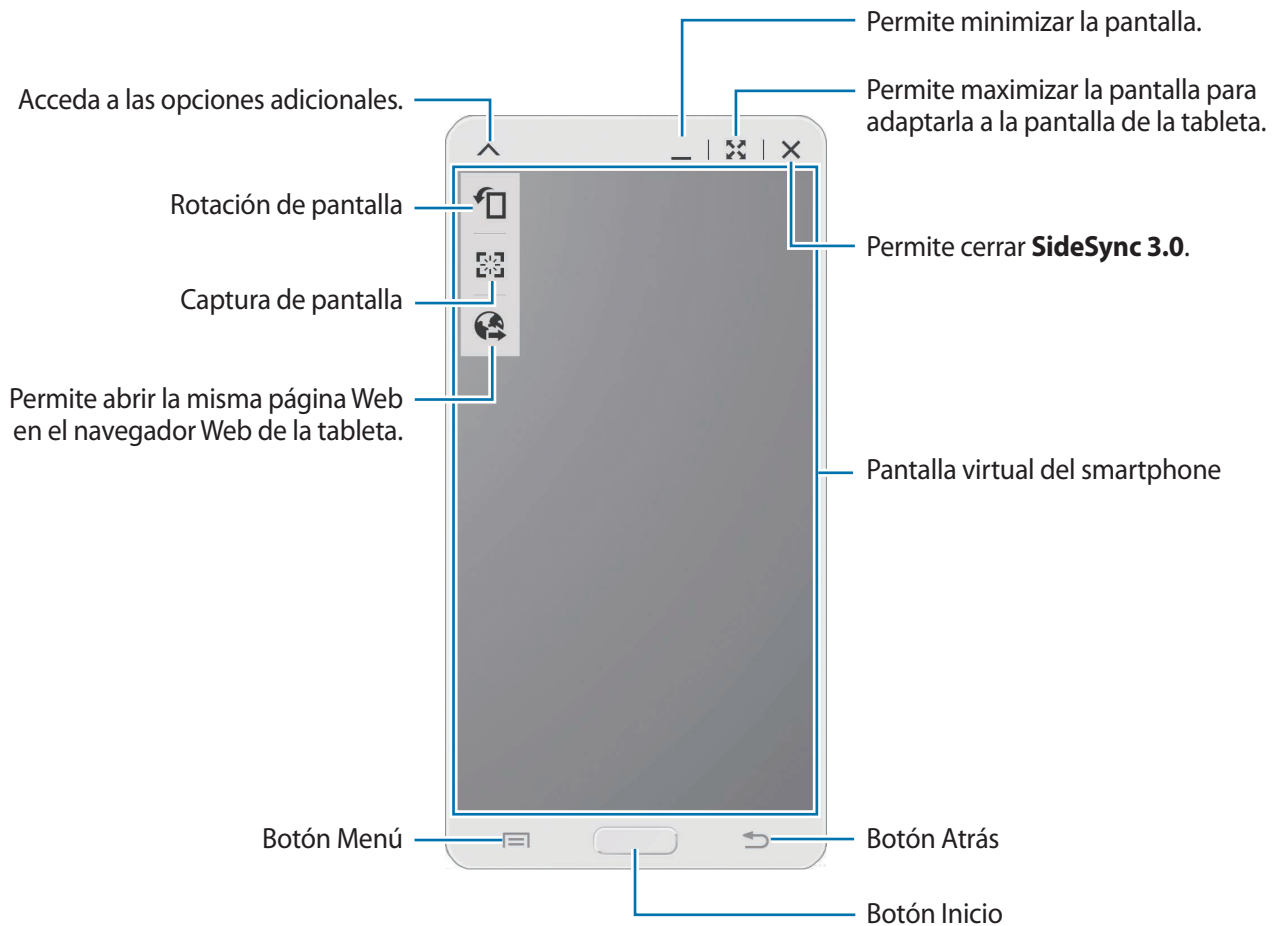 Permite minimizar la pantalla.
Acceda a las opciones adicionales.
Permite maximizar la pantalla para
adaptarla a la pantalla de la tableta.
Rotación de pantalla
Permite cerrar SideSync 3.0.
Captura de pantalla
Permite abrir la misma página Web
en el navegador Web de la tableta.
Pantalla virtual del smartphone
Botón Menú
Botón Atrás
Botón Inicio